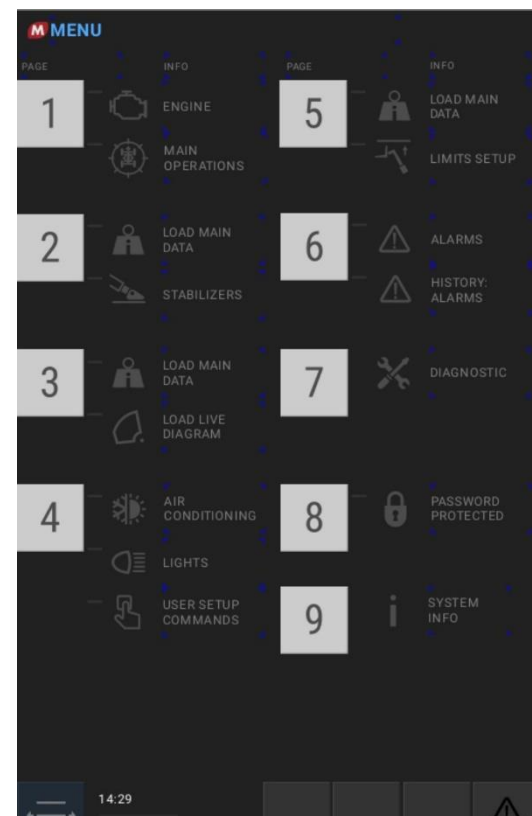 M MENU
PAGE INFO
1
ENGINE
MAIN
OPERATIONS
2
LOAD MAIN
DATA
STABILIZERS
3
LOAD MAIN
DATA
LOAD LIVE
DIAGRAM
4
AIR
CONDITIONING
LIGHTS
USER SETUP
COMMANDS
PAGE INFO
5
LOAD MAIN
DATA
LIMITS SETUP
6
ALARMS
HISTORY:
ALARMS
7
DIAGNOSTIC
8
PASSWORD
PROTECTED
9
SYSTEM
INFO
14:29